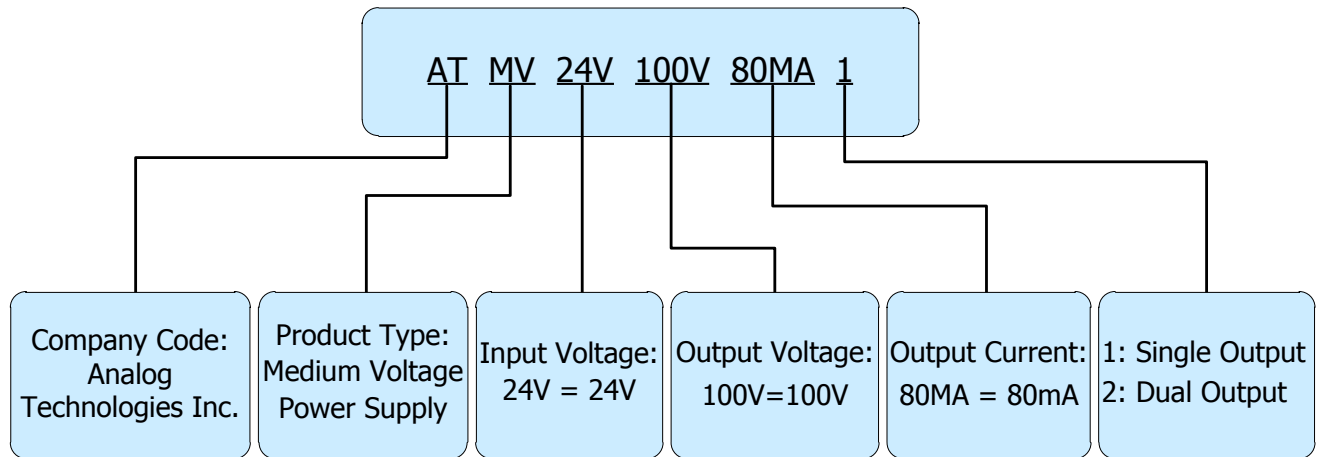 AT MV 24V 100V 80MA 1
Company Code:
Analog
Technologies Inc.
Product Type:
Medium Voltage
Power Supply
Input Voltage:
24V = 24V
Output Voltage:
100V=100V
Output Current:
80MA = 80mA
1: Single Output
2: Dual Output